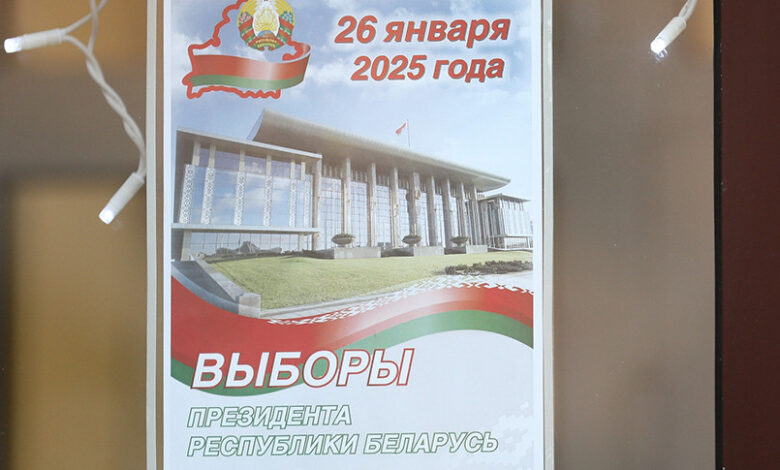 26 января
2025 года
ВЫБОРЫ
ПРЕЗИДЕНТА
РЕСПУБЛИКИ БЕЛАРУСЬ